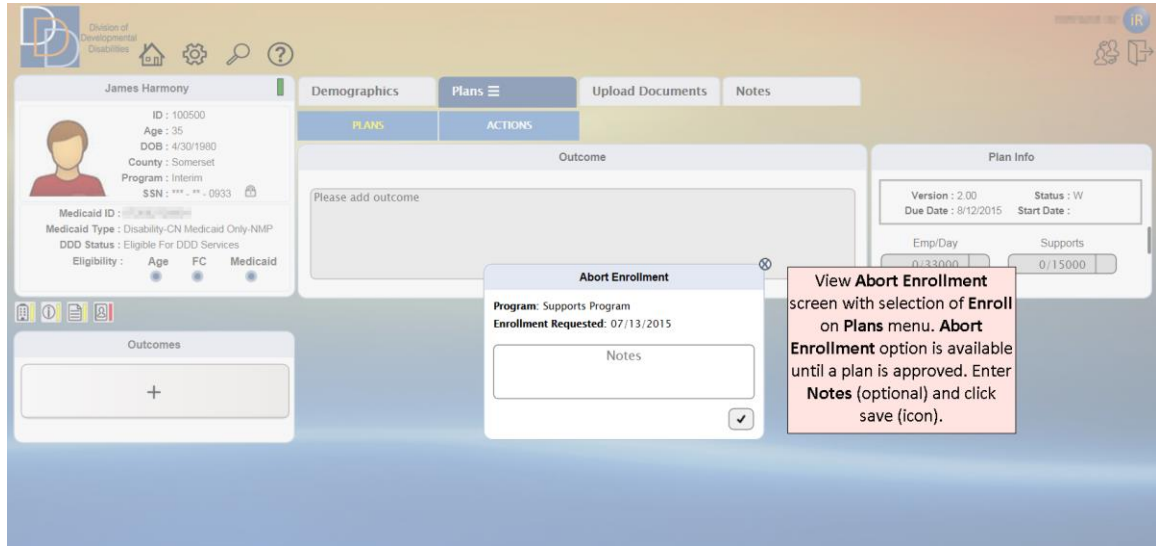 Division of
Developmental
Disabilities
iR
James Harmony
ID : 100500
Age : 35
DOB : 4/30/1980
County : Somerset
Program : Interim
SSN : *** - ** - 0933
Medicaid ID :
Medicaid Type : Disability-CN Medicaid Only-NMP
DDD Status : Eligible For DDD Services
Eligibility : Age FC Medicaid
Outcomes
+
Demographics Plans ☰ Upload Documents Notes
PLANS ACTIONS
Outcome
Please add outcome
Plan Info
Version : 2.00 Status : W
Due Date : 8/12/2015 Start Date :
Emp/Day Supports
0/33000 0/15000
Abort Enrollment
Program: Supports Program
Enrollment Requested: 07/13/2015
Notes
View Abort Enrollment
screen with selection of Enroll
on Plans menu. Abort
Enrollment option is available
until a plan is approved. Enter
Notes (optional) and click
save (icon).